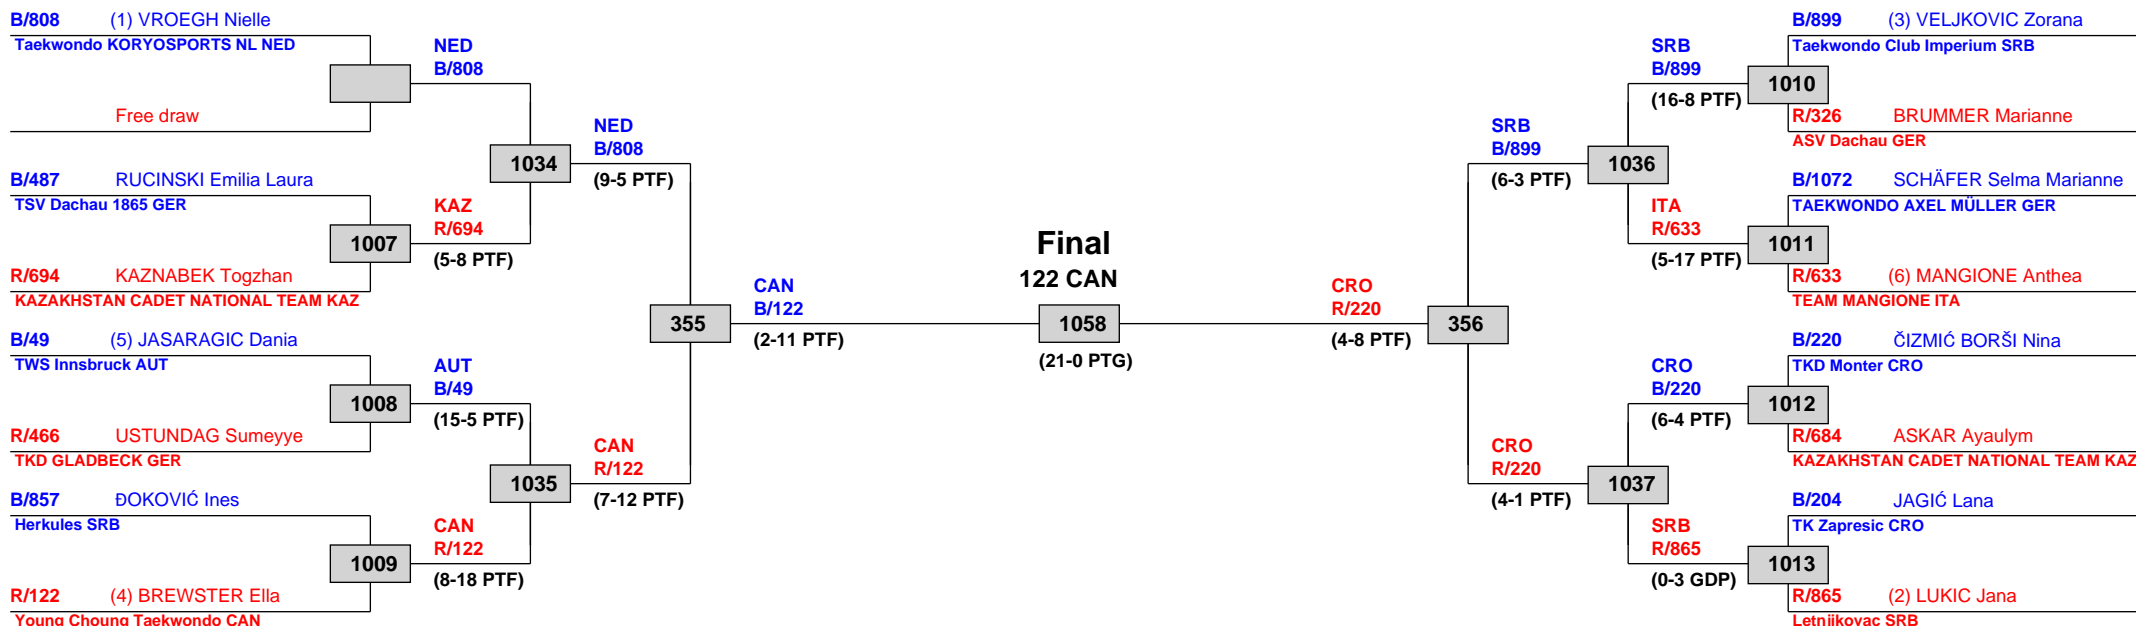 B/808 (1) VROEGH Nielle
Taekwondo KORYOSPORTS NL NED
Free draw
B/487 RUCINSKI Emilia Laura
TSV Dachau 1865 GER
1007
R/694 KAZNABEK Togzhan
KAZAKHSTAN CADET NATIONAL TEAM KAZ
B/49 (5) JASARAGIC Dania
TWS Innsbruck AUT
1008
R/466 USTUNDAG Sumeyye
TKD GLADBECK GER
B/857 ĐOKOVIĆ Ines
Herkules SRB
1009
R/122 (4) BREWSTER Ella
Young Choung Taekwondo CAN
NED
B/808
1034
KAZ
R/694
(5-8 PTF)
AUT
B/49
(15-5 PTF)
1035
CAN
R/122
(8-18 PTF)
NED
B/808
(9-5 PTF)
355
CAN
R/122
(7-12 PTF)
CAN
B/122
(2-11 PTF)
Final
122 CAN
1058
(21-0 PTG)
CRO
R/220
(4-8 PTF)
356
SRB
B/899
(6-3 PTF)
CRO
R/220
(4-1 PTF)
1036
1037
SRB
B/899
(16-8 PTF)
ITA
R/633
(5-17 PTF)
CRO
B/220
(6-4 PTF)
SRB
R/865
(0-3 GDP)
B/899 (3) VELJKOVIC Zorana
Taekwondo Club Imperium SRB
1010
R/326 BRUMMER Marianne
ASV Dachau GER
B/1072 SCHÄFER Selma Marianne
TAEKWONDO AXEL MÜLLER GER
1011
R/633 (6) MANGIONE Anthea
TEAM MANGIONE ITA
B/220 ČIZMIĆ BORŠI Nina
TKD Monter CRO
1012
R/684 ASKAR Ayaulym
KAZAKHSTAN CADET NATIONAL TEAM KAZ
B/204 JAGIĆ Lana
TK Zapresic CRO
1013
R/865 (2) LUKIC Jana
Letnjikovac SRB